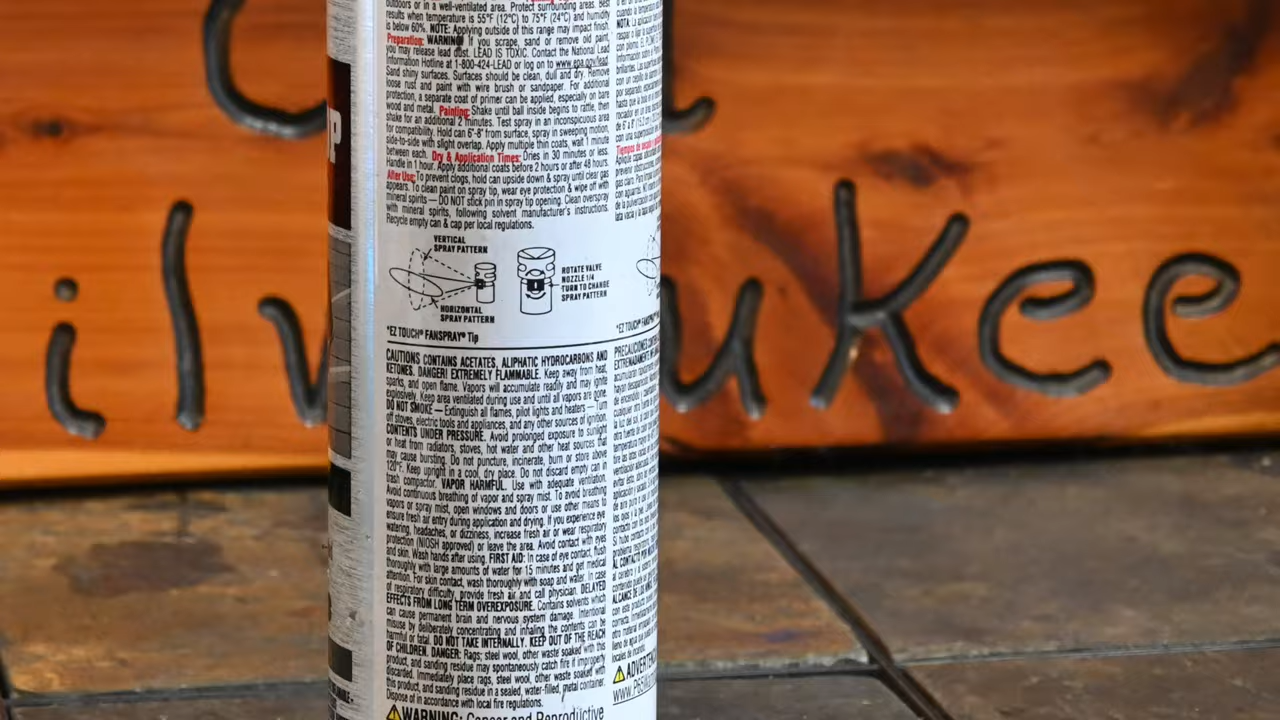 outdoors or in a well-ventilated area. Protect surrounding areas. Best
results when temperature is 55°F (12°C) to 75°F (24°C) and humidity
is below 60%. NOTE: Applying outside of this range may impact finish.
Preparation: WARNING! If you scrape, sand or remove old paint,
you may release lead dust. LEAD IS TOXIC. Contact the National Lead
Information Hotline at 1-800-424-LEAD or log on to www.epa.gov/lead
Sand shiny surfaces. Surfaces should be clean, dull and dry. Remove
loose rust and paint with wire brush or sandpaper. For additional
protection, a separate coat of primer can be applied, especially on bare
wood and metal. Painting: Shake until ball inside begins to rattle, then
shake for an additional 2 minutes. Test spray in an inconspicuous area
for compatibility. Hold can 6"-8" from surface, spray in sweeping motion,
side-to-side with slight overlap. Apply multiple thin coats, wait 1 minute
between each. Dry & Application Times: Dries in 30 minutes or less.
Handle in 1 hour. Apply additional coats before 2 hours or after 48 hours.
After Use: To prevent clogs, hold can upside down & spray until clear gas
appears. To clean paint on spray tip, wear eye protection & wipe off with
mineral spirits — DO NOT stick pin in spray tip opening. Clean overspray
with mineral spirits, following solvent manufacturer's instructions.
Recycle empty can & cap per local regulations.
VERTICAL
SPRAY PATTERN
HORIZONTAL
SPRAY PATTERN
ROTATE VALVE
NOZZLE 1/4
TURN TO CHANGE
SPRAY PATTERN
*EZ TOUCH® FANSPRAY® Tip
CAUTIONS CONTAINS ACETATES, ALIPHATIC HYDROCARBONS AND
KETONES. DANGER! EXTREMELY FLAMMABLE. Keep away from heat,
sparks, and open flame. Vapors will accumulate readily and may ignite
explosively. Keep area ventilated during use and until all vapors are gone.
DO NOT SMOKE — Extinguish all flames, pilot lights and heaters — Turn
off stoves, electric tools and appliances, and any other sources of ignition.
CONTENTS UNDER PRESSURE. Avoid prolonged exposure to sunlight
or heat from radiators, stoves, hot water and other heat sources that
may cause bursting. Do not puncture, incinerate, burn or store above
120°F. Keep upright in a cool, dry place. Do not discard empty can in
trash compactor. VAPOR HARMFUL. Use with adequate ventilation.
Avoid continuous breathing of vapor and spray mist. To avoid breathing
vapors or spray mist, open windows and doors or use other means to
ensure fresh air entry during application and drying. If you experience eye
watering, headaches, or dizziness, increase fresh air or wear respiratory
protection (NIOSH approved) or leave the area. Avoid contact with eyes
and skin. Wash hands after using. FIRST AID: In case of eye contact, flush
thoroughly with large amounts of water for 15 minutes and get medical
attention. For skin contact, wash thoroughly with soap and water. In case
of respiratory difficulty, provide fresh air and call physician. DELAYED
EFFECTS FROM LONG TERM OVEREXPOSURE. Contains solvents which
can cause permanent brain and nervous system damage. Intentional
misuse by deliberately concentrating and inhaling the contents can be
harmful or fatal. DO NOT TAKE INTERNALLY. KEEP OUT OF THE REACH
OF CHILDREN. DANGER: Rags, steel wool, other waste soaked with this
product, and sanding residue may spontaneously catch fire if improperly
discarded. Immediately place rags, steel wool, other waste soaked with
this product, and sanding residue in a sealed, water-filled, metal container.
Dispose of in accordance with local fire regulations.
WARNING: Cancer and Reproductive
*EZ TOUCH® FANSPRAY®
PRECAUCIONES
ilw
uKee